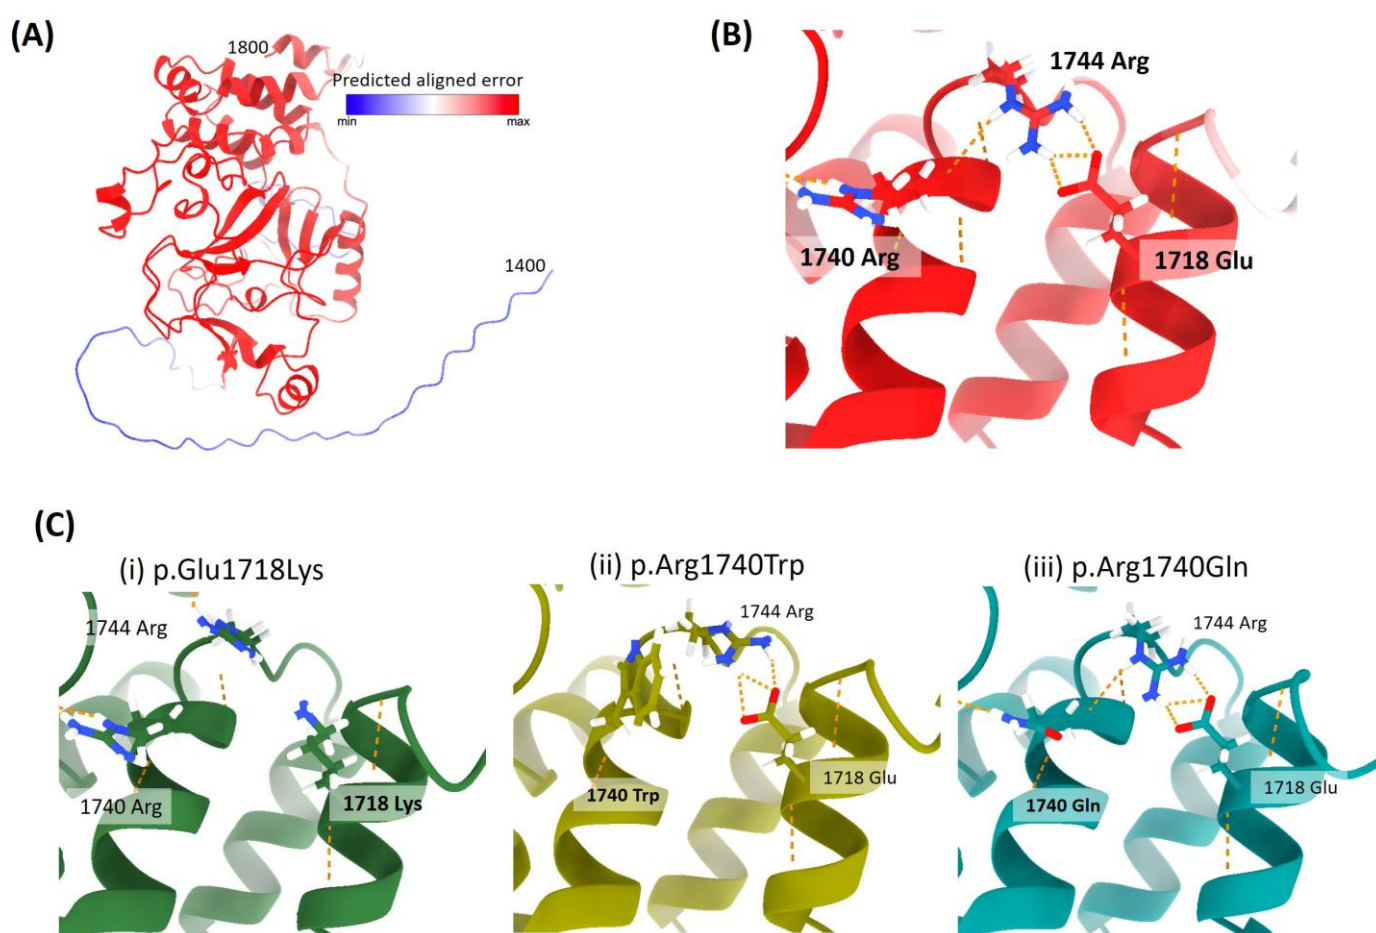 (A)
1800
Predicted aligned error
min
max
1400
(B)
1744 Arg
1740 Arg
1718 Glu
(C)
(i) p.Glu1718Lys
1744 Arg
1740 Arg
1718 Lys
(ii) p.Arg1740Trp
1744 Arg
1718 Glu
1740 Trp
(iii) p.Arg1740Gln
1744 Arg
1718 Glu
1740 Gln